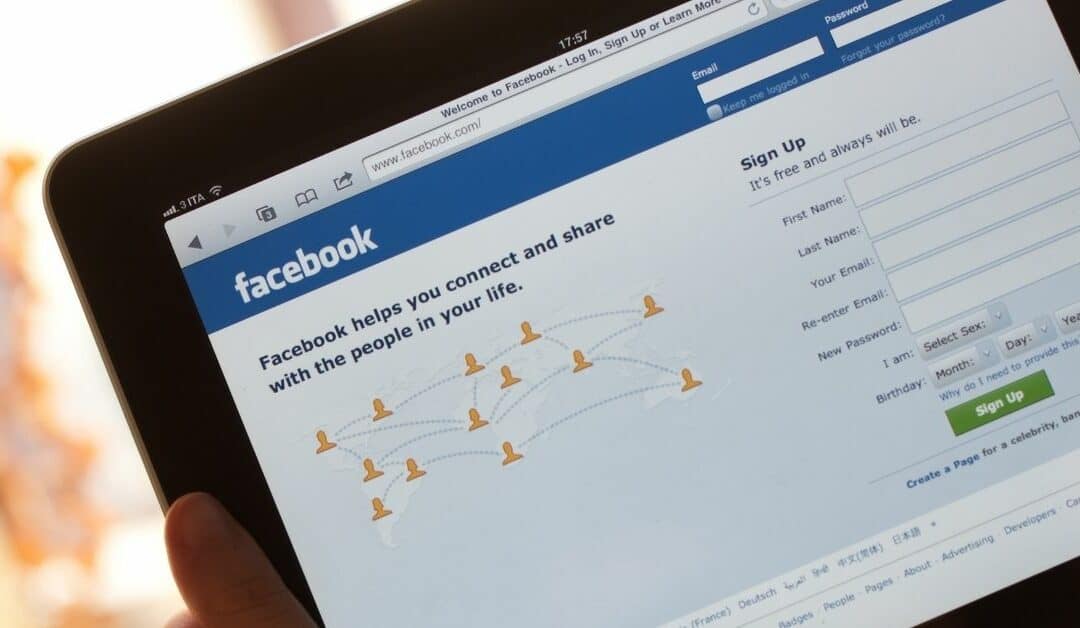 3 ITA
17:57
Welcome to Facebook - Log In, Sign Up or Learn More
3
www.facebook.com/
facebook
Email
Password
Keep me logged in
Forgot your password?
Facebook helps you connect and share
with the people in your life.
Sign Up
It's free and always will be.
First Name:
Last Name:
Your Email:
Re-enter Email:
New Password:
I am:
Select Sex:
Birthday:
Month:
Day:
Why do I need to provide this
Sign Up
Create a Page for a celebrity,
(France) Deutsch العربية हिन्दी 中文(简体) 日本語
Badges · People · Pages · About · Advertising · Developers ·